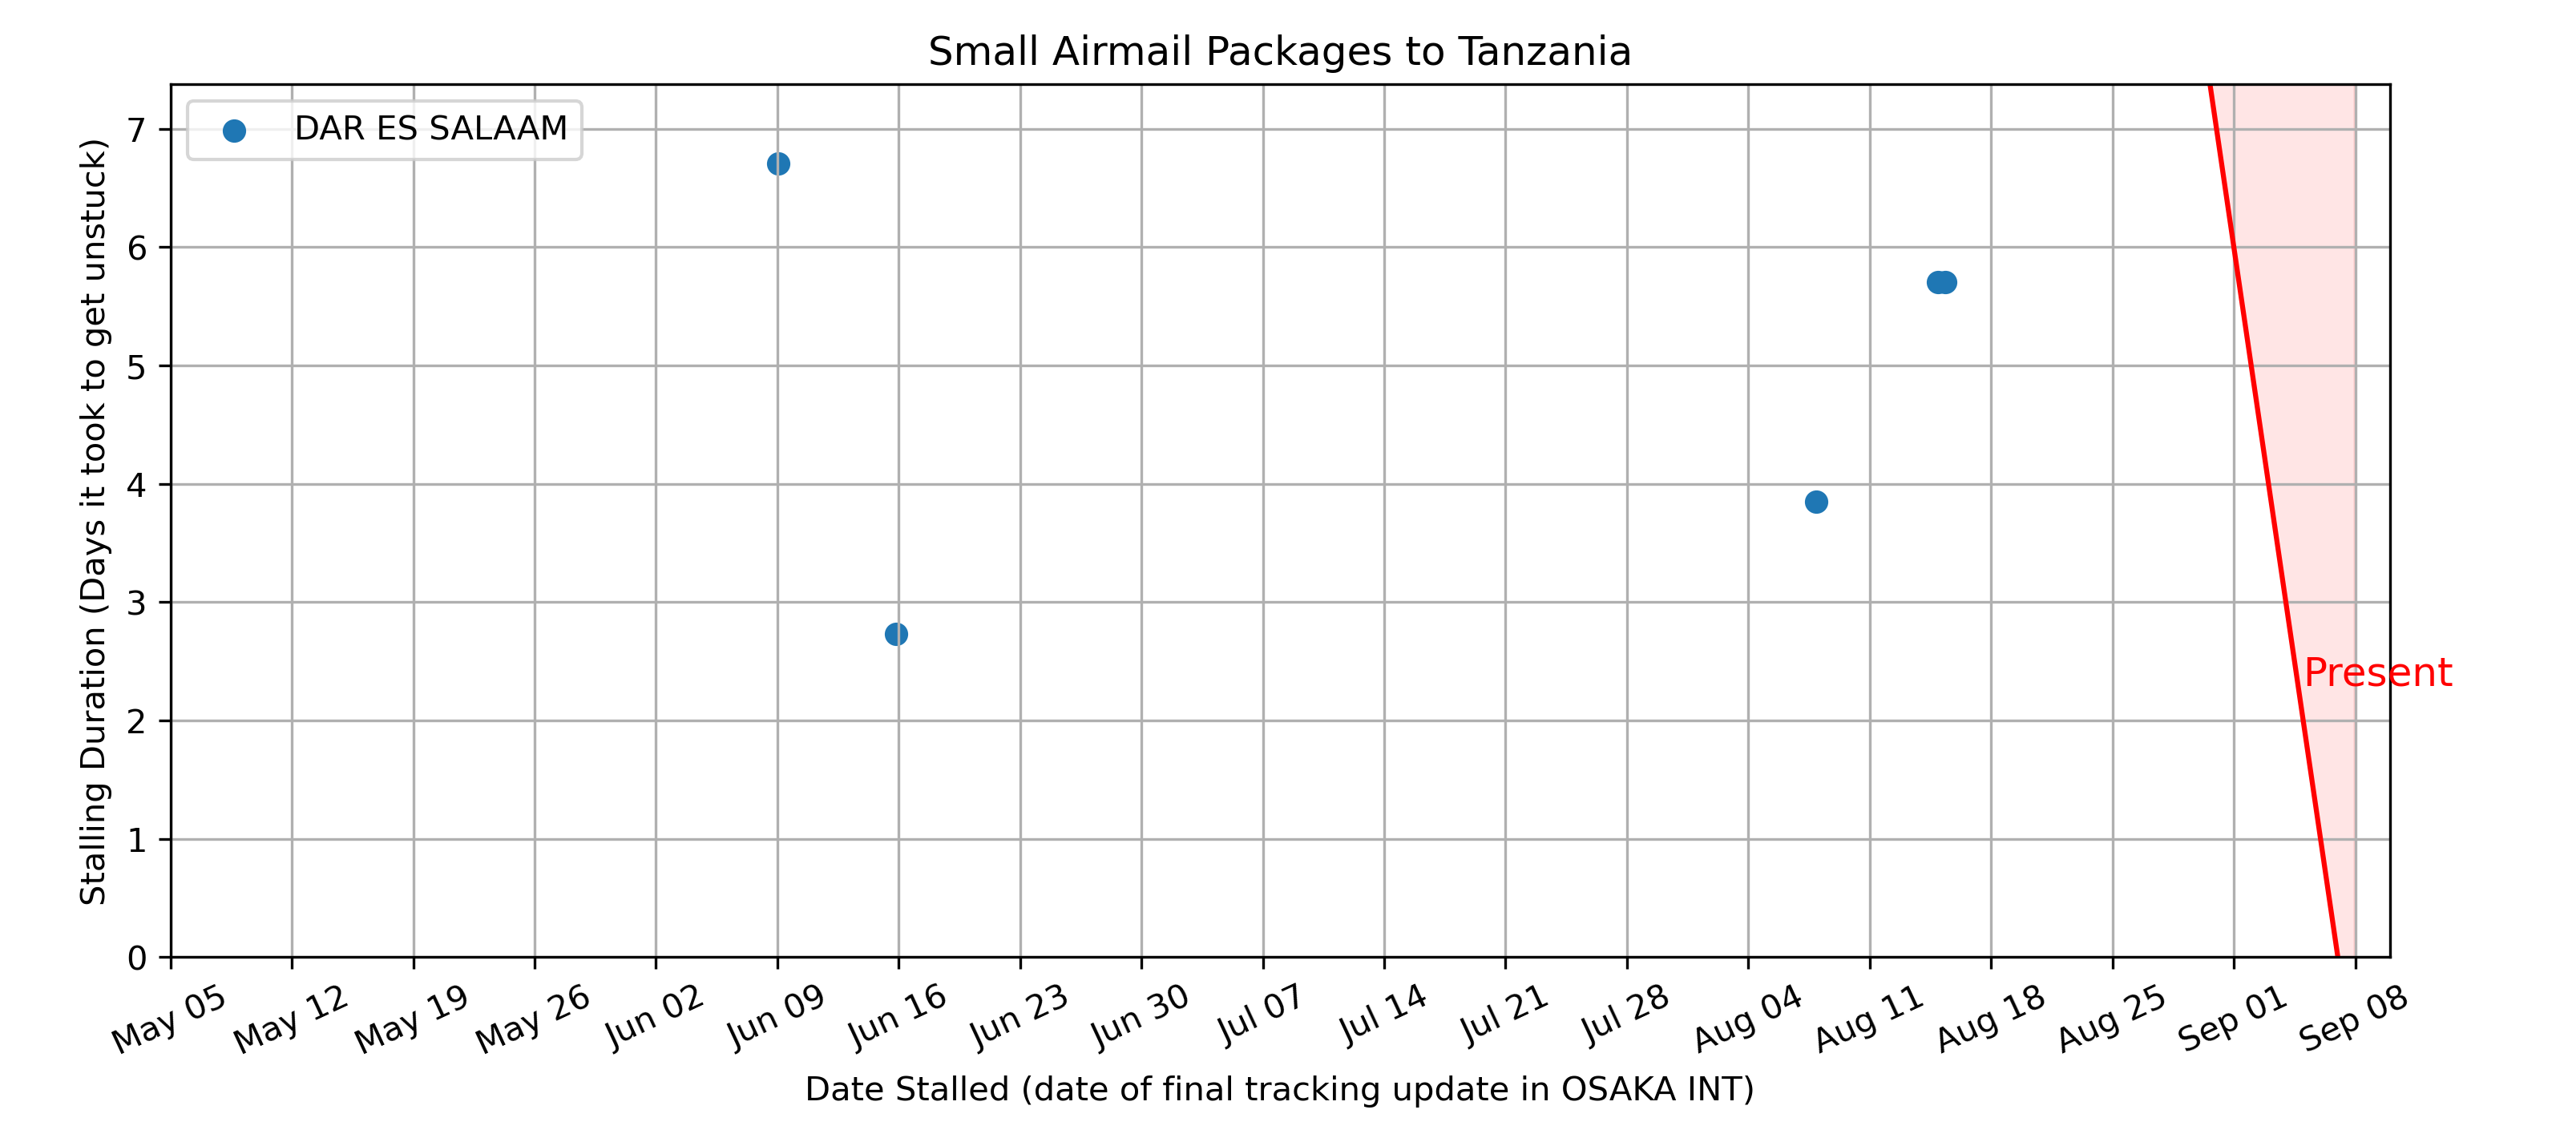 Small Airmail Packages to Tanzania
DAR ES SALAAM
Stalling Duration (Days it took to get unstuck)
7
6
5
4
3
2
1
0
Present
May 05 May 12 May 19 May 26 Jun 02 Jun 09 Jun 16 Jun 23 Jun 30 Jul 07 Jul 14 Jul 21 Jul 28 Aug 04 Aug 11 Aug 18 Aug 25 Sep 01 Sep 08
Date Stalled (date of final tracking update in OSAKA INT)